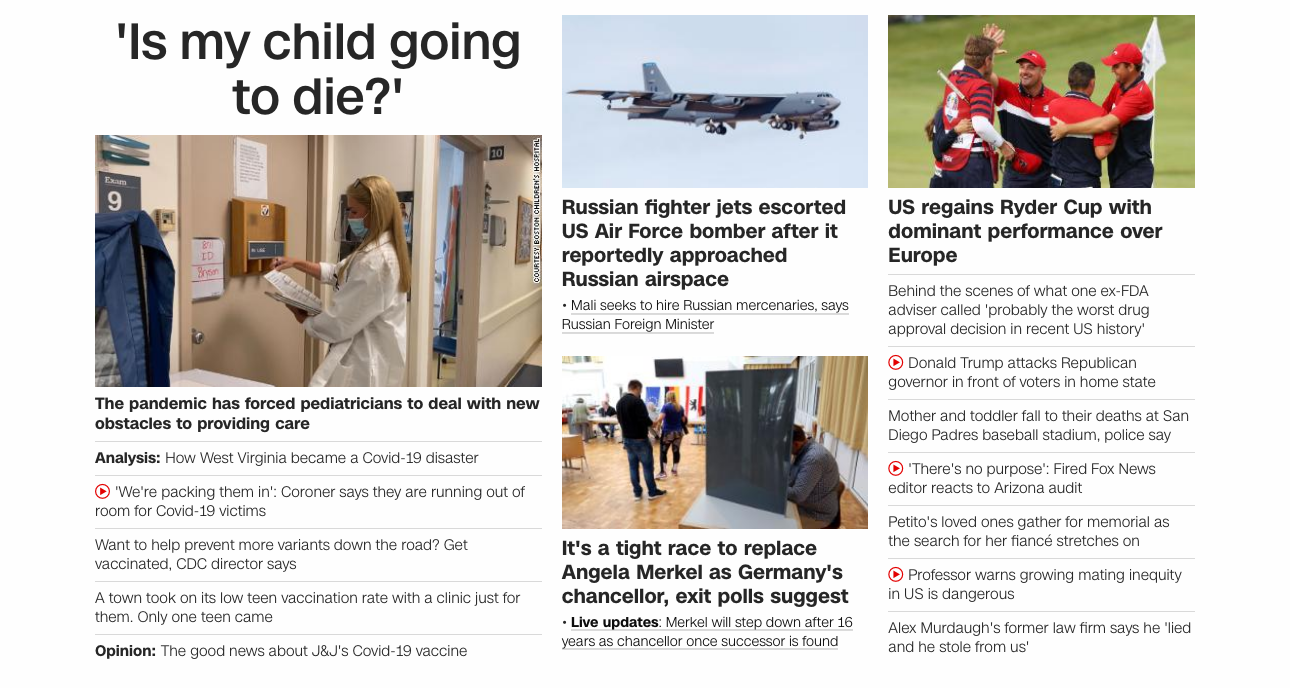 'Is my child going
to die?'
Exam
9
10
COURTESY BOSTON CHILDREN'S HOSPITAL
The pandemic has forced pediatricians to deal with new
obstacles to providing care
Analysis: How West Virginia became a Covid-19 disaster
'We're packing them in': Coroner says they are running out of
room for Covid-19 victims
Want to help prevent more variants down the road? Get
vaccinated, CDC director says
A town took on its low teen vaccination rate with a clinic just for
them. Only one teen came
Opinion: The good news about J&J's Covid-19 vaccine
Russian fighter jets escorted
US Air Force bomber after it
reportedly approached
Russian airspace
• Mali seeks to hire Russian mercenaries, says
Russian Foreign Minister
It's a tight race to replace
Angela Merkel as Germany's
chancellor, exit polls suggest
• Live updates: Merkel will step down after 16
years as chancellor once successor is found
US regains Ryder Cup with
dominant performance over
Europe
Behind the scenes of what one ex-FDA
adviser called 'probably the worst drug
approval decision in recent US history'
Donald Trump attacks Republican
governor in front of voters in home state
Mother and toddler fall to their deaths at San
Diego Padres baseball stadium, police say
'There's no purpose': Fired Fox News
editor reacts to Arizona audit
Petito's loved ones gather for memorial as
the search for her fiancé stretches on
Professor warns growing mating inequity
in US is dangerous
Alex Murdaugh's former law firm says he 'lied
and he stole from us'